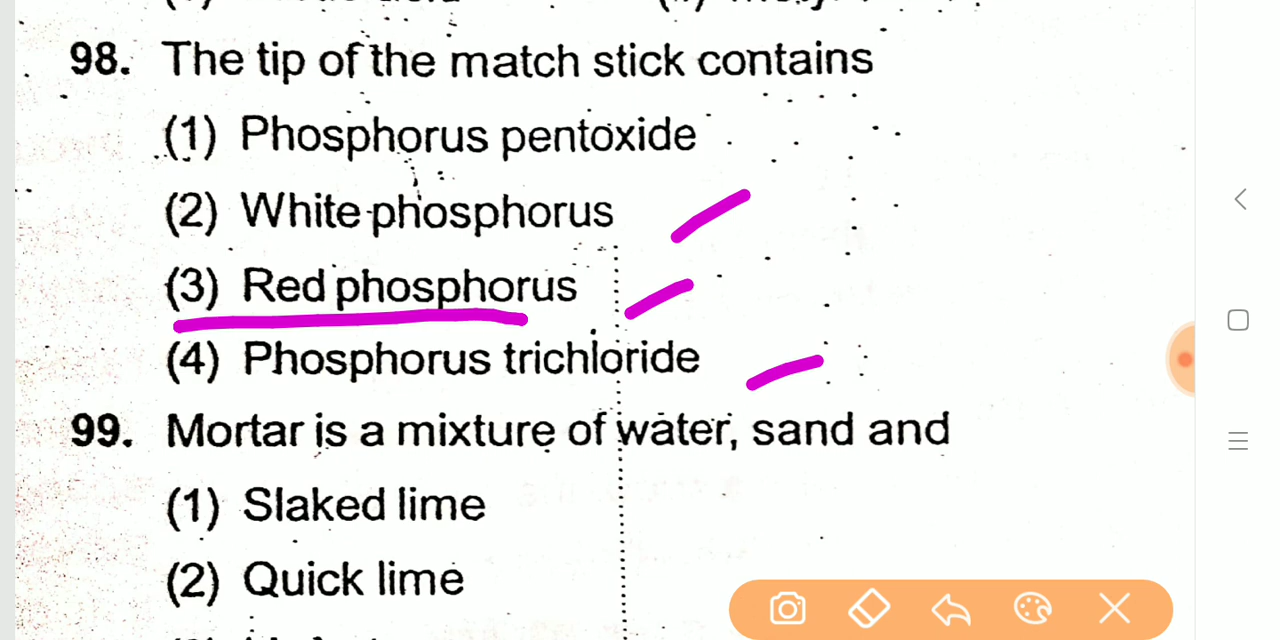 98. The tip of the match stick contains
(1) Phosphorus pentoxide
(2) White phosphorus
(3) Red phosphorus
(4) Phosphorus trichloride
99. Mortar is a mixture of water, sand and
(1) Slaked lime
(2) Quick lime